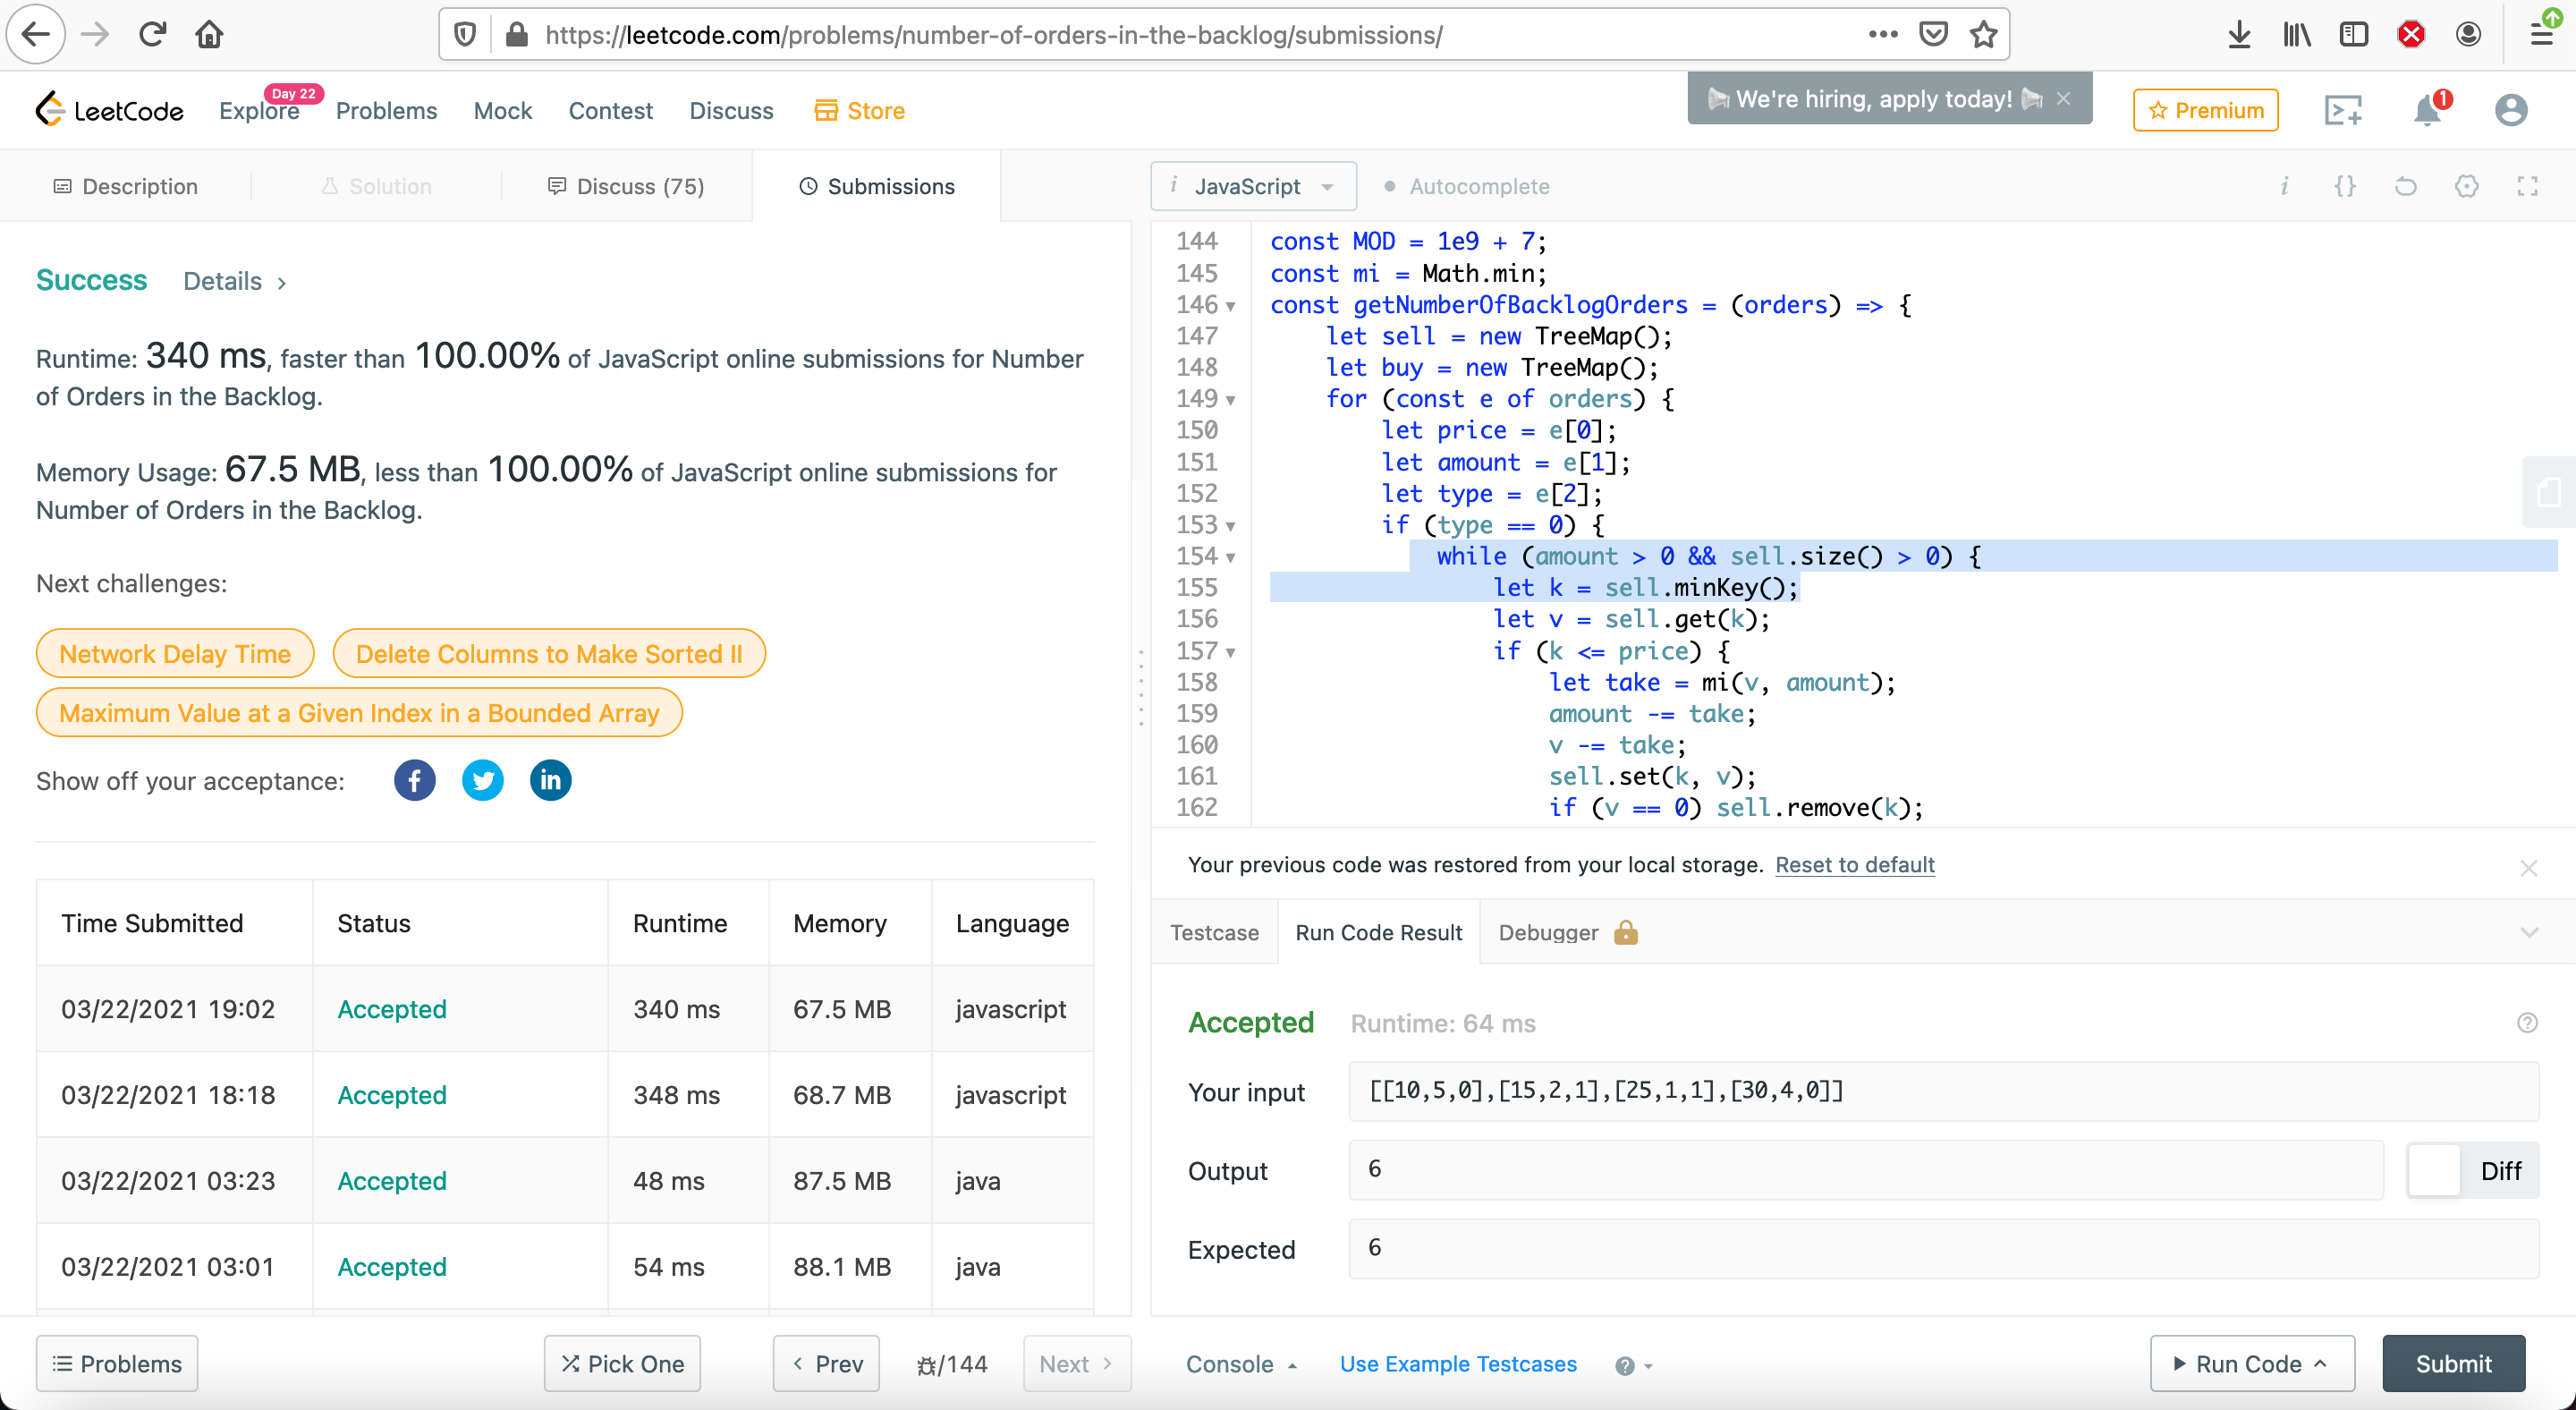 https://leetcode.com/problems/number-of-orders-in-the-backlog/submissions/
LeetCode
Explore
Day 22
Problems
Mock
Contest
Discuss
Store
We're hiring, apply today!
Premium
1
Description
Solution
Discuss (75)
Submissions
Success
Details
Runtime: 340 ms, faster than 100.00% of JavaScript online submissions for Number
of Orders in the Backlog.
Memory Usage: 67.5 MB, less than 100.00% of JavaScript online submissions for
Number of Orders in the Backlog.
Next challenges:
Network Delay Time
Delete Columns to Make Sorted II
Maximum Value at a Given Index in a Bounded Array
Show off your acceptance:
Time Submitted Status Runtime Memory Language
03/22/2021 19:02 Accepted 340 ms 67.5 MB javascript
03/22/2021 18:18 Accepted 348 ms 68.7 MB javascript
03/22/2021 03:23 Accepted 48 ms 87.5 MB java
03/22/2021 03:01 Accepted 54 ms 88.1 MB java
Problems
Pick One
Prev
/144
Next
i JavaScript
Autocomplete
i {}
144 const MOD = 1e9 + 7;
145 const mi = Math.min;
146 const getNumberOfBacklogOrders = (orders) => {
147 let sell = new TreeMap();
148 let buy = new TreeMap();
149 for (const e of orders) {
150 let price = e[0];
151 let amount = e[1];
152 let type = e[2];
153 if (type == 0) {
154 while (amount > 0 && sell.size() > 0) {
155 let k = sell.minKey();
156 let v = sell.get(k);
157 if (k <= price) {
158 let take = mi(v, amount);
159 amount -= take;
160 v -= take;
161 sell.set(k, v);
162 if (v == 0) sell.remove(k);
Your previous code was restored from your local storage. Reset to default
Testcase
Run Code Result
Debugger
Accepted
Runtime: 64 ms
Your input
[[10,5,0],[15,2,1],[25,1,1],[30,4,0]]
Output
6
Diff
Expected
6
Console
Use Example Testcases
Run Code
Submit